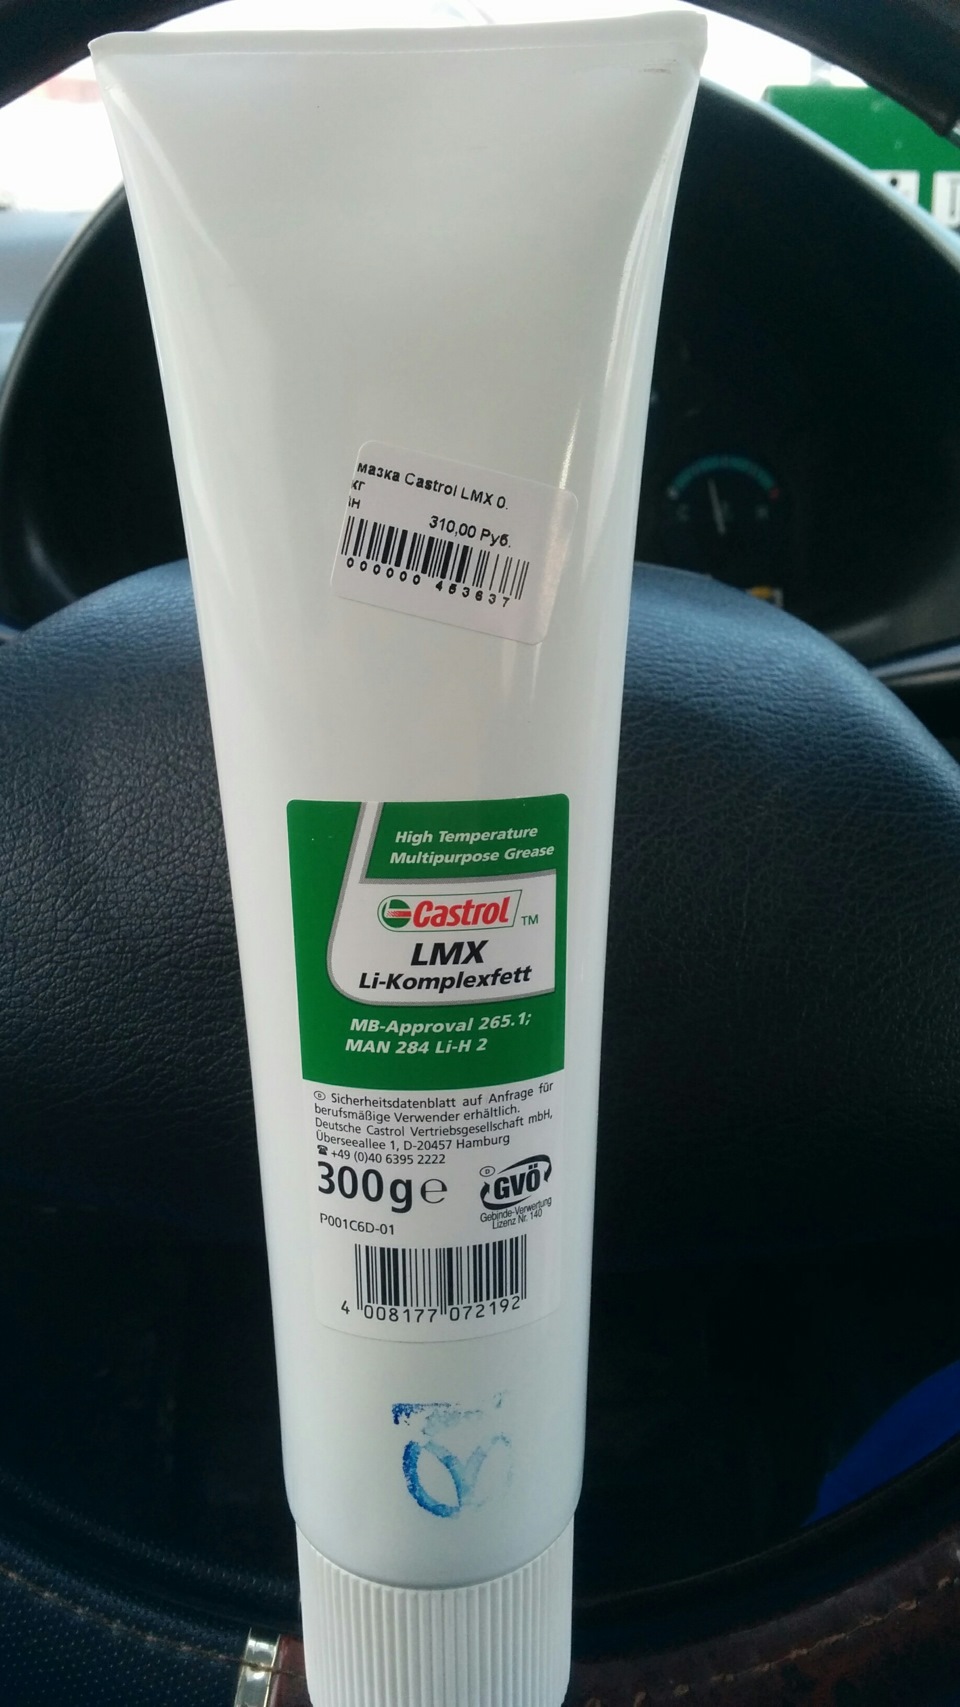 мазка Castrol LMX 0.
кг
ан
310,00 Руб.
000000 453637
High Temperature
Multipurpose Grease
Castrol TM
LMX
Li-Komplexfett
MB-Approval 265.1;
MAN 284 Li-H 2
D Sicherheitsdatenblatt auf Anfrage für
berufsmäßige Verwender erhältlich.
Deutsche Castrol Vertriebsgesellschaft mbH,
Überseeallee 1, D-20457 Hamburg
☎ +49 (0)40 6395 2222
300g℮
D
GVÖ
Gebinde-Verwertung
Lizenz Nr. 140
P001C6D-01
4 008177 072192